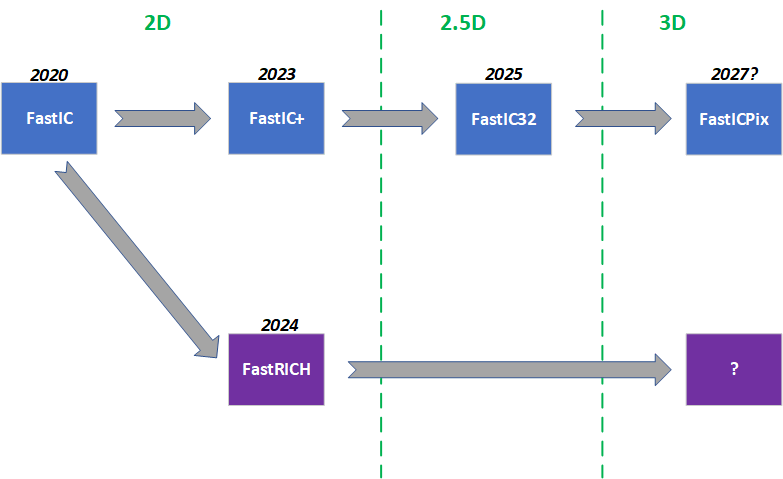 2D
2.5D
3D
2020
2023
2025
2027?
FastIC
FastIC+
FastIC32
FastICPix
2024
FastRICH
?